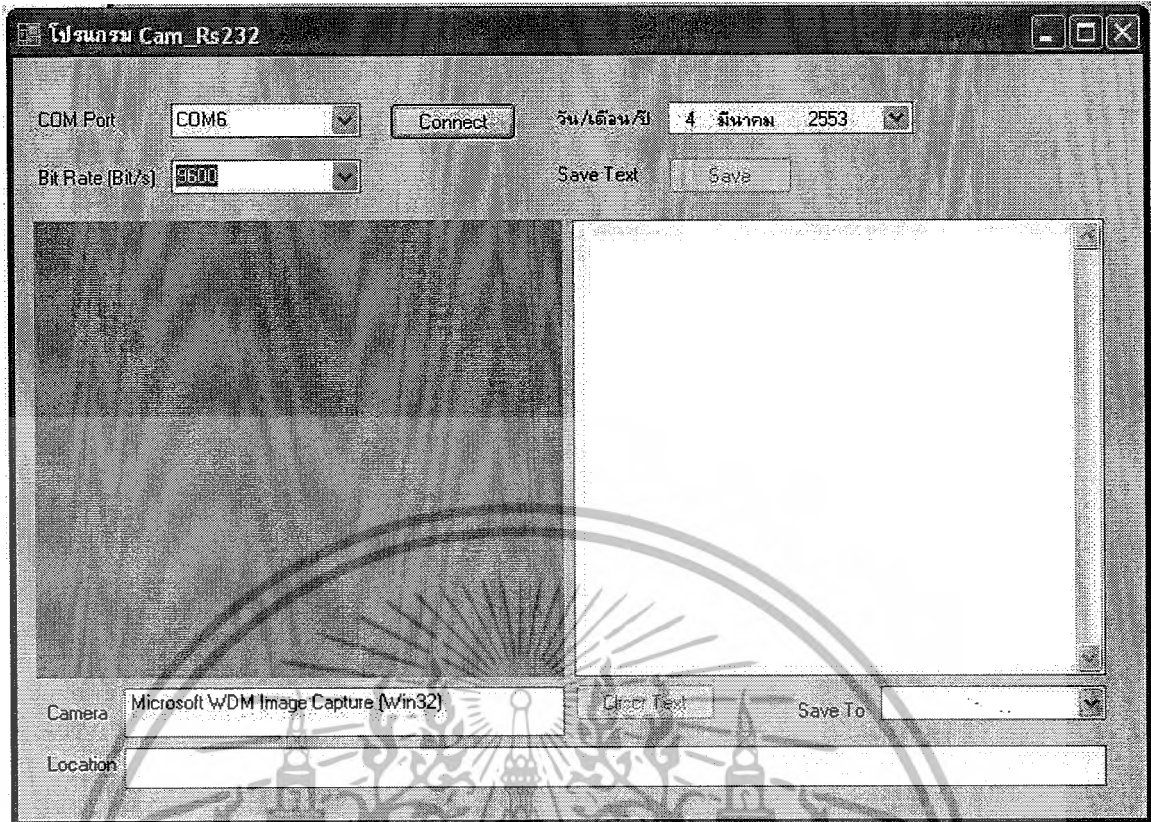 โปรแกรม Cam_Rs232
COM Port COM6 Connect วัน/เดือน/ปี 4 มีนาคม 2553
Bit Rate (Bit/s) 9600 Save Text Save
Camera Microsoft WDM Image Capture (Win32) Clear Text Save To
Location